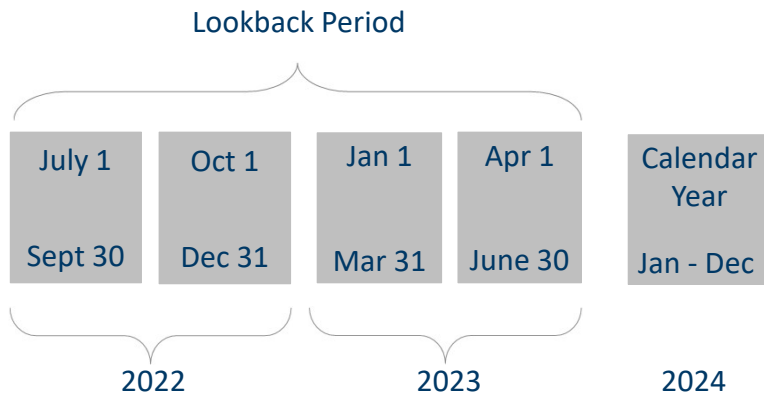 Lookback Period
July 1
Sept 30
Oct 1
Dec 31
Jan 1
Mar 31
Apr 1
June 30
Calendar
Year
Jan - Dec
2022
2023
2024